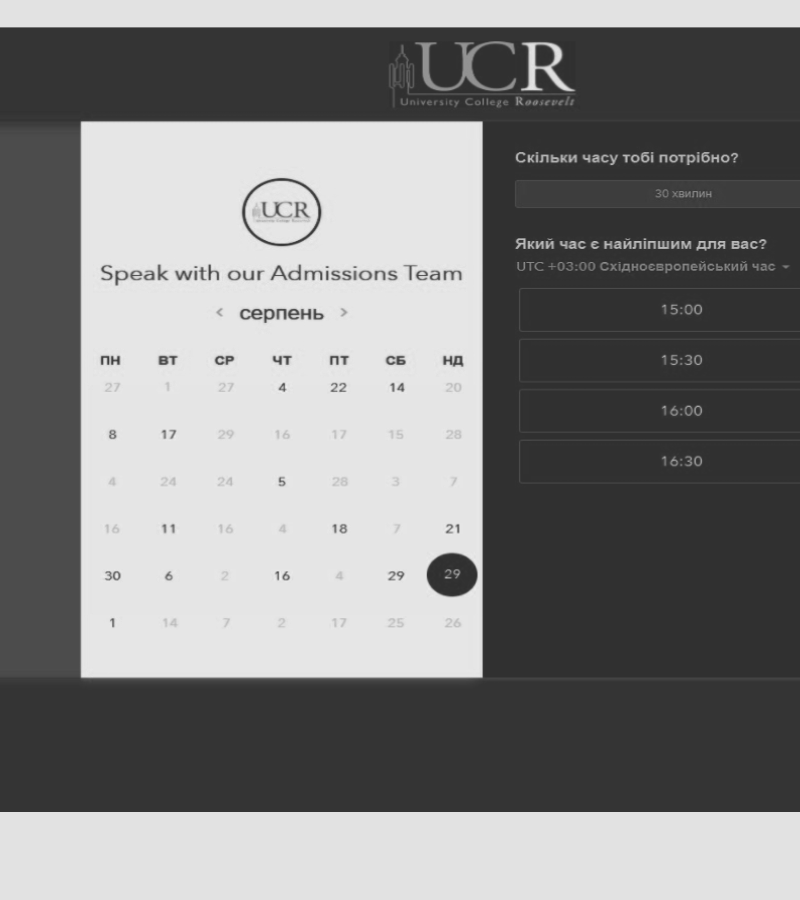 UCR
University College Roosevelt
UCR
Speak with our Admissions Team
< серпень >
ПН ВТ СР ЧТ ПТ СБ НД
27 1 27 4 22 14 20
8 17 29 16 17 15 28
4 24 24 5 28 3 7
16 11 16 4 18 7 21
30 6 2 16 4 29 29
1 14 7 2 17 25 26
Скільки часу тобі потрібно?
30 хвилин
Який час є найліпшим для вас?
UTC +03:00 Східноєвропейський час
15:00
15:30
16:00
16:30